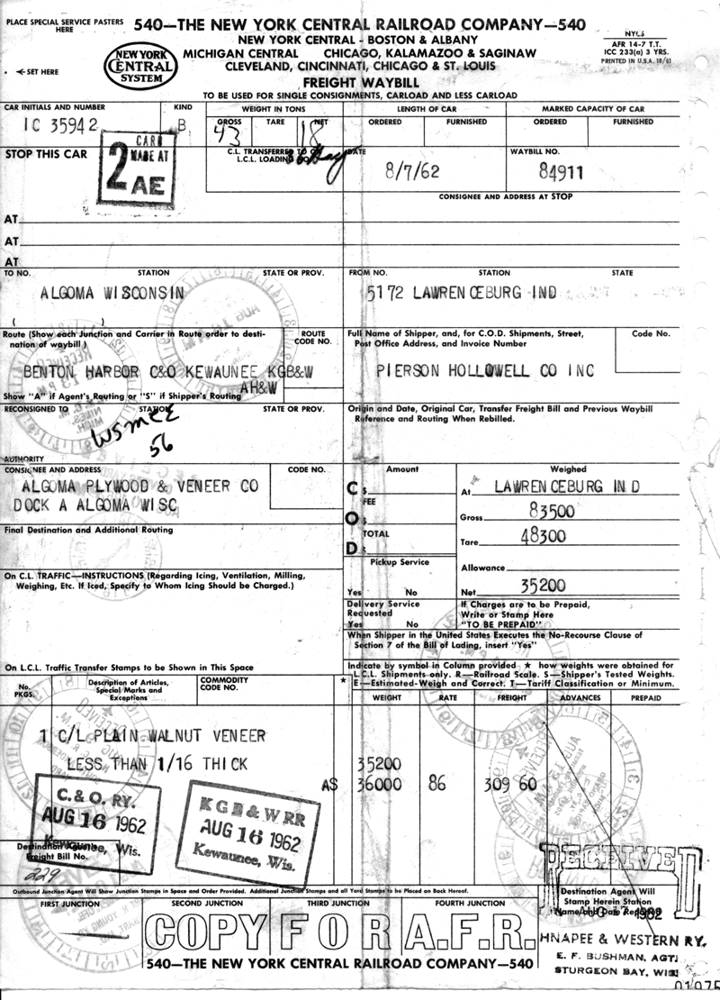 PLACE SPECIAL SERVICE PASTERS HERE
540—THE NEW YORK CENTRAL RAILROAD COMPANY—540
NEW YORK CENTRAL - BOSTON & ALBANY
MICHIGAN CENTRAL CHICAGO, KALAMAZOO & SAGINAW
CLEVELAND, CINCINNATI, CHICAGO & ST. LOUIS
FREIGHT WAYBILL
TO BE USED FOR SINGLE CONSIGNMENTS, CARLOAD AND LESS CARLOAD
NEW YORK CENTRAL SYSTEM
←SET HERE
AFR 14-7 T.T.
ICC 233(a) 3 YRS.
PRINTED IN U.S.A. 10/61
CAR INITIALS AND NUMBER KIND WEIGHT IN TONS LENGTH OF CAR MARKED CAPACITY OF CAR
GROSS TARE NET ORDERED FURNISHED ORDERED FURNISHED
IC 35942 B 43 18
STOP THIS CAR
2 CARS MADE AT AE
C.L. TRANSFERRED TO
L.C.L. LOADING
DATE WAYBILL NO.
8/7/62 84911
CONSIGNEE AND ADDRESS AT STOP
AT
AT
AT
TO NO. STATION STATE OR PROV. FROM NO. STATION STATE
ALGOMA WISCONSIN 5172 LAWRENCEBURG IND
( )
Route (Show each Junction and Carrier in Route order to destination of waybill) ROUTE CODE NO.
Full Name of Shipper, and, for C.O.D. Shipments, Street, Post Office Address, and Invoice Number Code No.
BENTON HARBOR C&O KEWAUNEE KGB&W
AH&W
PIERSON HOLLOWELL CO INC
Show "A" if Agent's Routing or "S" if Shipper's Routing
RECONSIGNED TO STATION STATE OR PROV.
Origin and Date, Original Car, Transfer Freight Bill and Previous Waybill Reference and Routing When Rebilled.
56
AUTHORITY
CONSIGNEE AND ADDRESS CODE NO.
ALGOMA PLYWOOD & VENEER CO
DOCK A ALGOMA WISC
Amount Weighed
C $ At LAWRENCEBURG IND
FEE
O $ Gross 83500
TOTAL
D $ Tare 48300
Final Destination and Additional Routing
Pickup Service Allowance
Yes No Net 35200
On C.L. TRAFFIC—INSTRUCTIONS (Regarding Icing, Ventilation, Milling, Weighing, Etc. If Iced, Specify to Whom Icing Should be Charged.)
Delivery Service Requested
Yes No
If Charges are to be Prepaid, Write or Stamp Here "TO BE PREPAID"
When Shipper in the United States Executes the No-Recourse Clause of Section 7 of the Bill of Lading, insert "Yes"
On L.C.L. Traffic Transfer Stamps to be Shown in This Space
Indicate by symbol in Column provided ★ how weights were obtained for L.C.L. Shipments only. R—Railroad Scale. S—Shipper's Tested Weights. E—Estimated-Weigh and Correct. T—Tariff Classification or Minimum.
No. PKGS. Description of Articles, Special Marks and Exceptions COMMODITY CODE NO. ★ WEIGHT RATE FREIGHT ADVANCES PREPAID
1 C/L PLAIN WALNUT VENEER
LESS THAN 1/16 THICK 35200
A$ 36000 86 309 60
C. & O. RY.
AUG 16 1962
Kewaunee, Wis.
KGB & W RR
AUG 16 1962
Kewaunee, Wis.
Destination Agent's Freight Bill No.
229
RECEIVED
Destination Agent Will Stamp Herein Station Name and Date Reported
1962
AHNAPEE & WESTERN RY.
E. F. BUSHMAN, AGT.
STURGEON BAY, WIS
Outbound Junction Agent Will Show Junction Stamps in Space and Order Provided. Additional Junction Stamps and all Yard Stamps to be Placed on Back Hereof.
FIRST JUNCTION SECOND JUNCTION THIRD JUNCTION FOURTH JUNCTION
COPY FOR A.F.R.
540—THE NEW YORK CENTRAL RAILROAD COMPANY—540